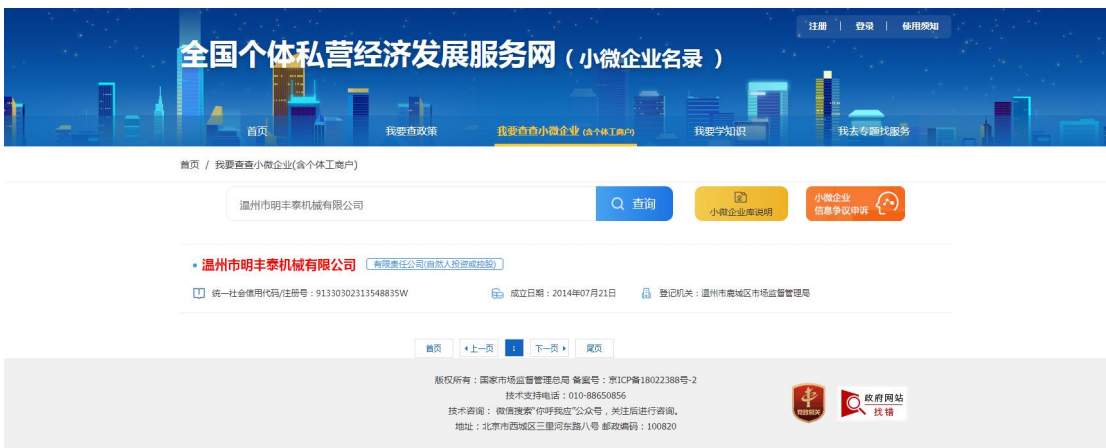 注册 | 登录 | 使用须知
全国个体私营经济发展服务网（小微企业名录 ）
首页 我要查政策 我要查查小微企业 (含个体工商户) 我要学知识 我去专题找服务
首页 / 我要查查小微企业(含个体工商户)
温州市明丰泰机械有限公司 查询 小微企业库说明 小微企业
信息争议申诉
温州市明丰泰机械有限公司 有限责任公司(自然人投资或控股)
统一社会信用代码/注册号：91330302313548835W 成立日期：2014年07月21日 登记机关：温州市鹿城区市场监督管理局
首页 上一页 1 下一页 尾页
版权所有：国家市场监督管理总局 备案号：京ICP备18022388号-2
技术支持电话：010-88650856
技术咨询： 微信搜索"你呼我应"公众号，关注后进行咨询。
地址：北京市西城区三里河东路八号 邮政编码：100820
党政机关
政府网站
找错